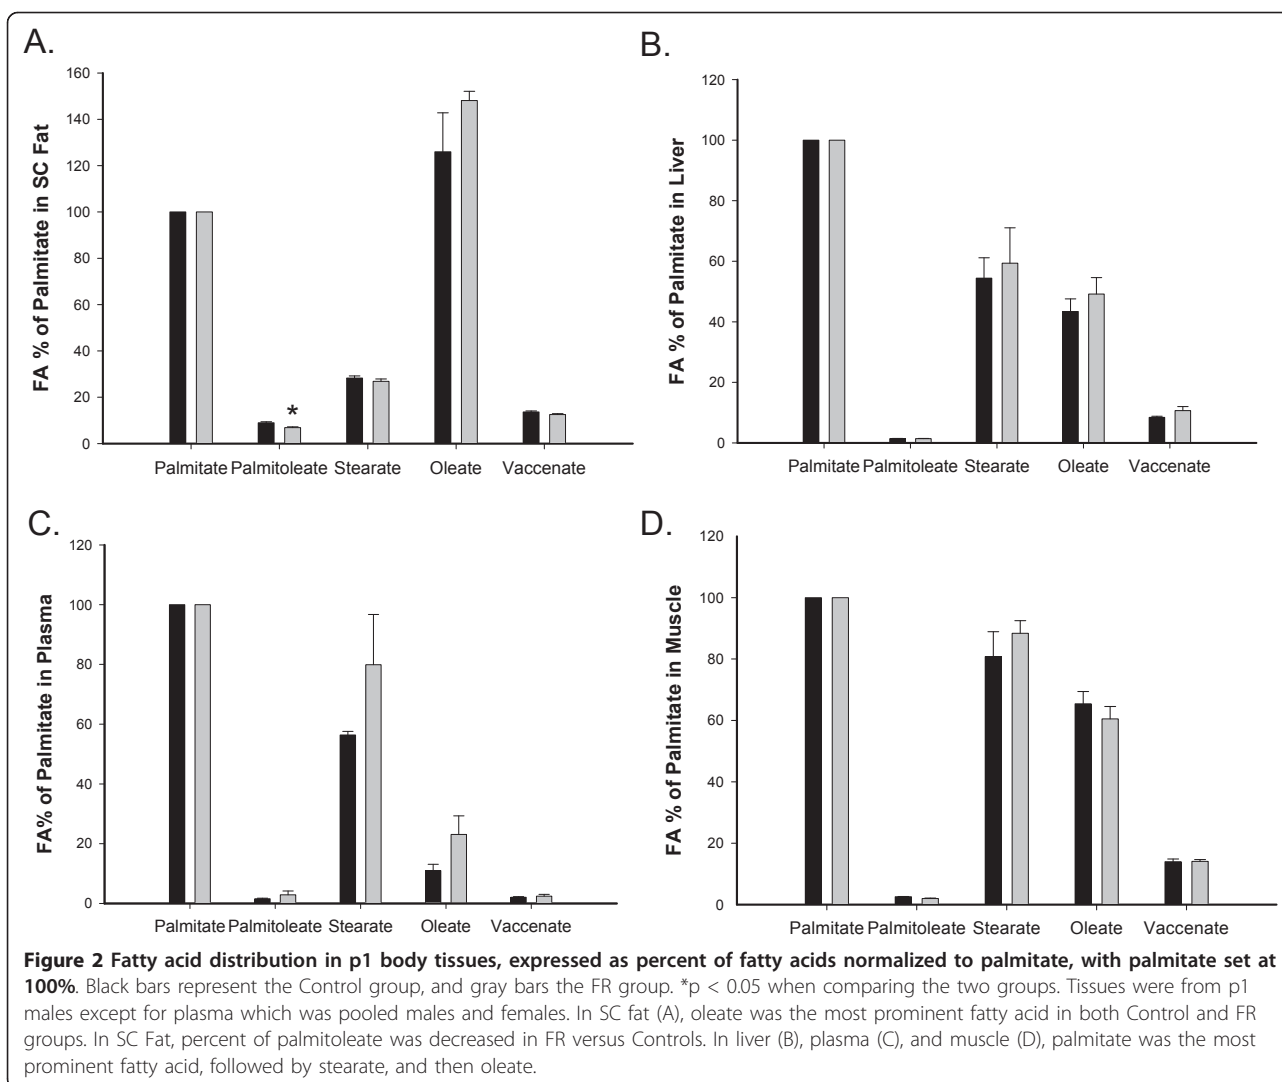 A.
160
140
120
100
80
60
40
20
0
FA % of Palmitate in SC Fat
*
Palmitate Palmitoleate Stearate Oleate Vaccenate
B.
120
100
80
60
40
20
0
FA % of Palmitate in Liver
Palmitate Palmitoleate Stearate Oleate Vaccenate
C.
120
100
80
60
40
20
0
FA% of Palmitate in Plasma
Palmitate Palmitoleate Stearate Oleate Vaccenate
D.
120
100
80
60
40
20
0
FA % of Palmitate in Muscle
Palmitate Palmitoleate Stearate Oleate Vaccenate
Figure 2 Fatty acid distribution in p1 body tissues, expressed as percent of fatty acids normalized to palmitate, with palmitate set at
100%. Black bars represent the Control group, and gray bars the FR group. *p < 0.05 when comparing the two groups. Tissues were from p1
males except for plasma which was pooled males and females. In SC fat (A), oleate was the most prominent fatty acid in both Control and FR
groups. In SC Fat, percent of palmitoleate was decreased in FR versus Controls. In liver (B), plasma (C), and muscle (D), palmitate was the most
prominent fatty acid, followed by stearate, and then oleate.